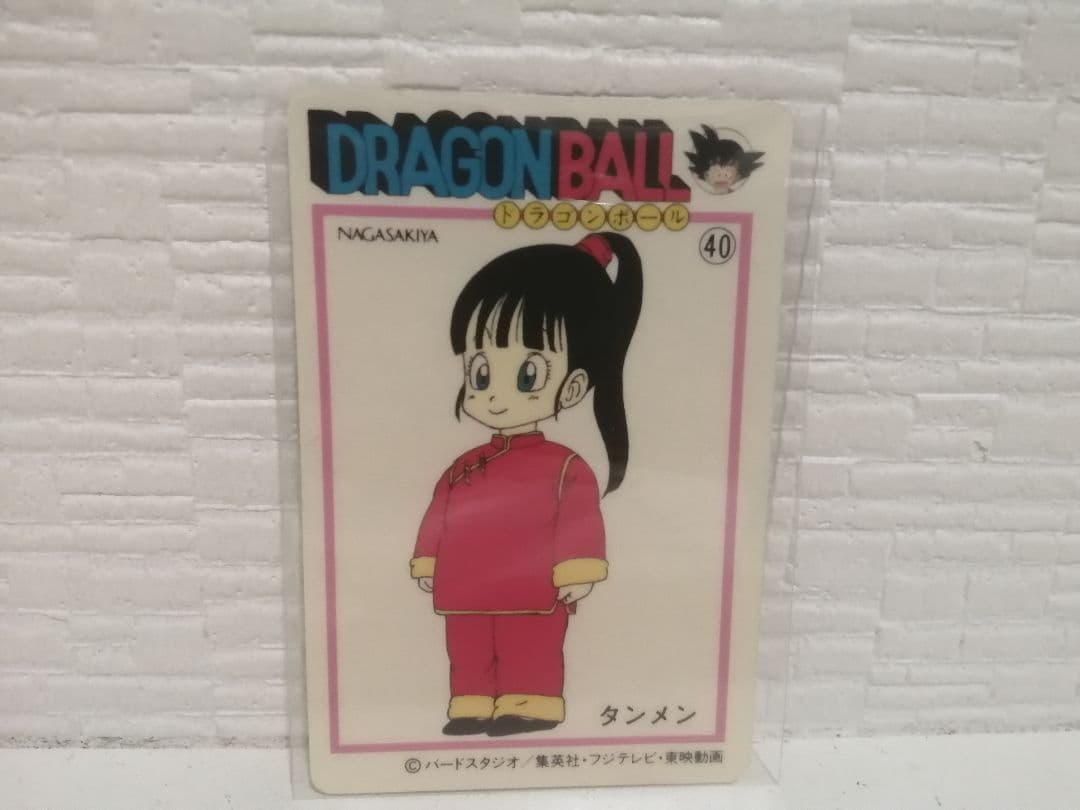 DRAGON BALL
ドラゴンボール
NAGASAKIYA
40
タンメン
©バードスタジオ/集英社・フジテレビ・東映動画